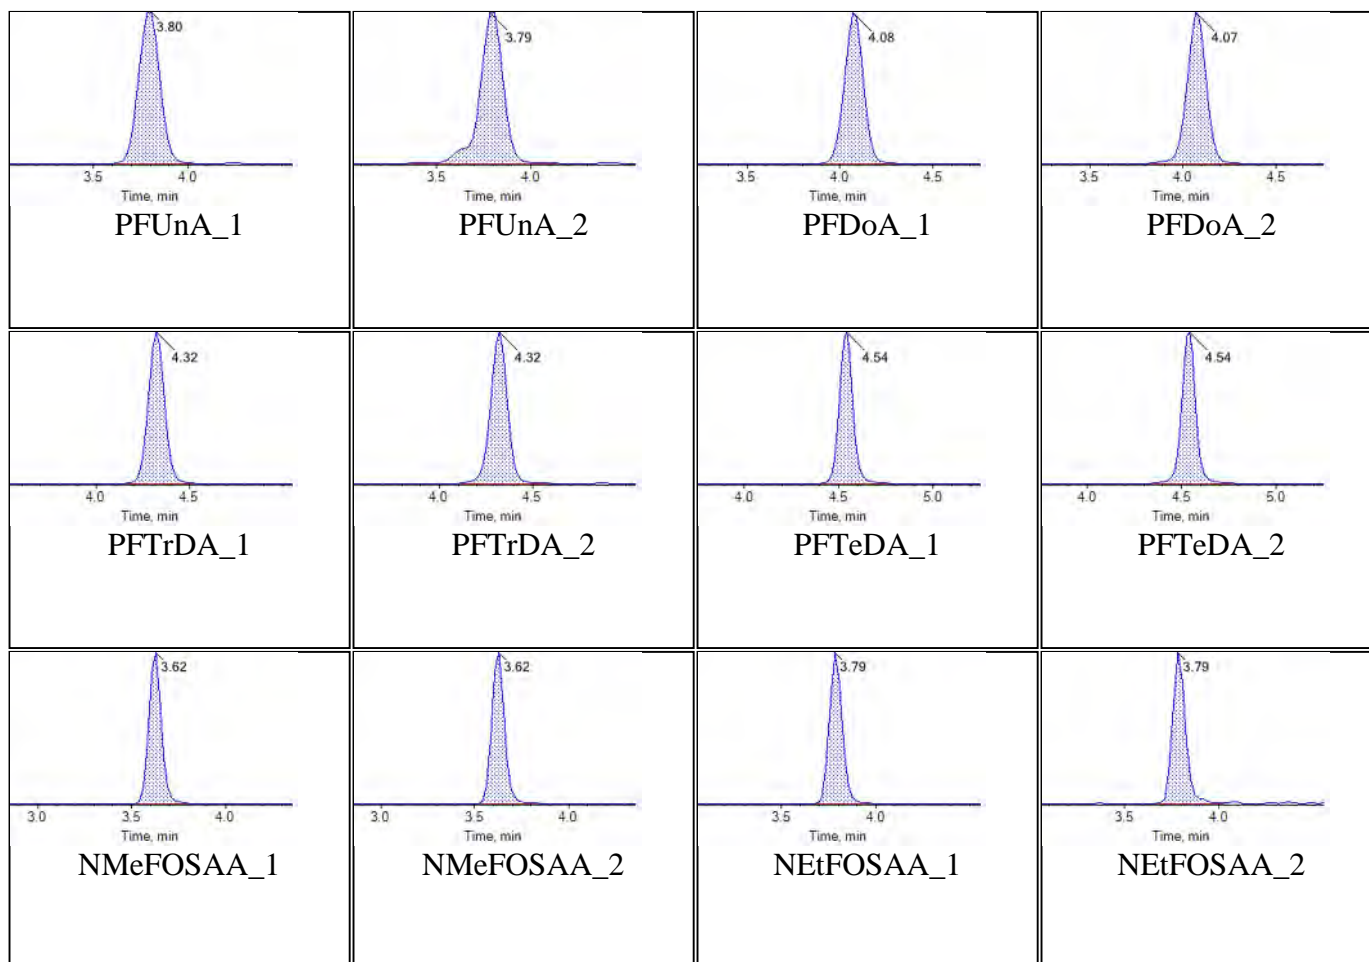 3.80
3.5 4.0
Time, min
PFUnA_1
3.79
3.5 4.0
Time, min
PFUnA_2
4.08
3.5 4.0 4.5
Time, min
PFDoA_1
4.07
3.5 4.0 4.5
Time, min
PFDoA_2
4.32
4.0 4.5
Time, min
PFTrDA_1
4.32
4.0 4.5
Time, min
PFTrDA_2
4.54
4.0 4.5 5.0
Time, min
PFTeDA_1
4.54
4.0 4.5 5.0
Time, min
PFTeDA_2
3.62
3.0 3.5 4.0
Time, min
NMeFOSAA_1
3.62
3.0 3.5 4.0
Time, min
NMeFOSAA_2
3.79
3.5 4.0
Time, min
NEtFOSAA_1
3.79
3.5 4.0
Time, min
NEtFOSAA_2